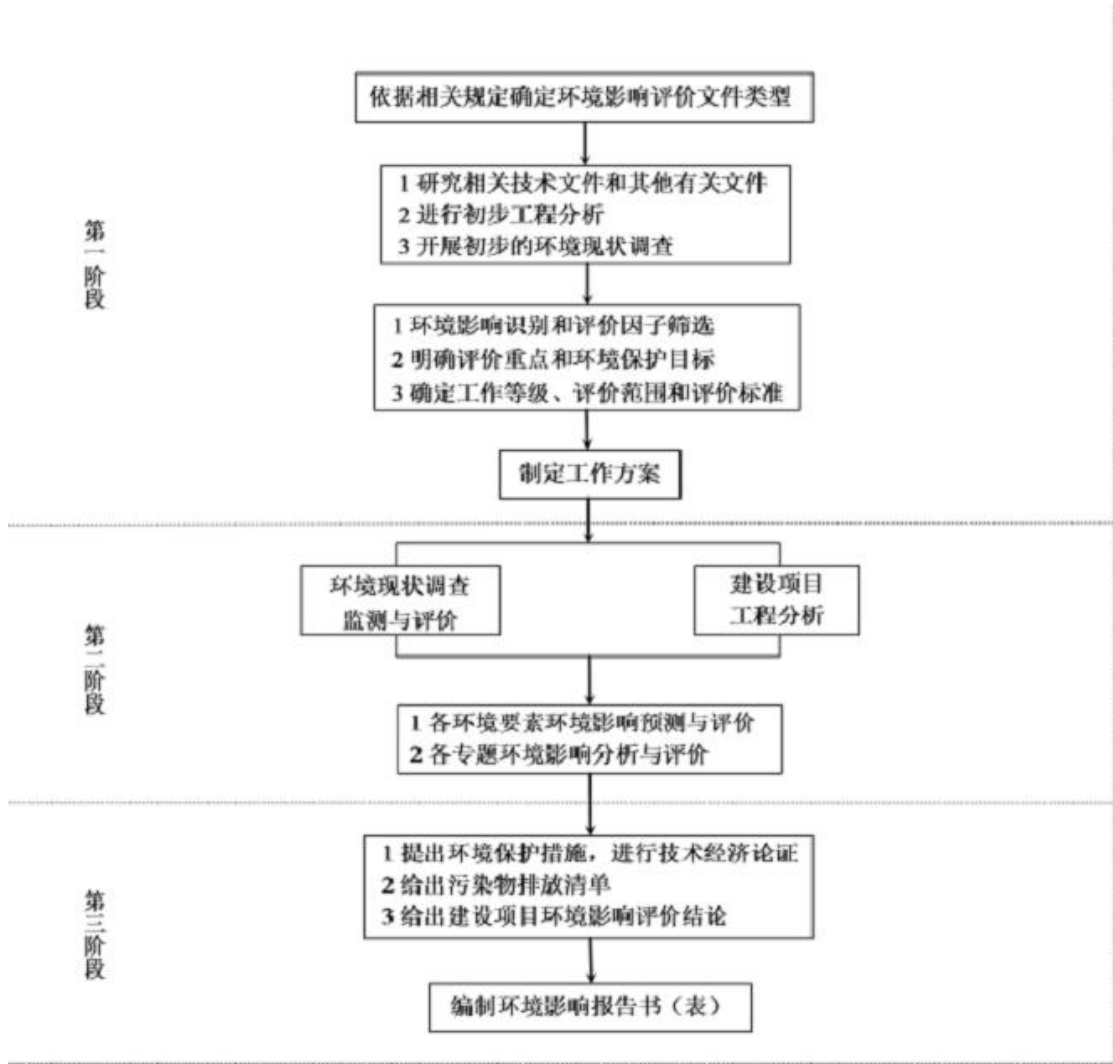 依据相关规定确定环境影响评价文件类型
1 研究相关技术文件和其他有关文件
2 进行初步工程分析
3 开展初步的环境现状调查
第一阶段
1 环境影响识别和评价因子筛选
2 明确评价重点和环境保护目标
3 确定工作等级、评价范围和评价标准
制定工作方案
环境现状调查
监测与评价
建设项目
工程分析
第二阶段
1 各环境要素环境影响预测与评价
2 各专题环境影响分析与评价
1 提出环境保护措施，进行技术经济论证
2 给出污染物排放清单
3 给出建设项目环境影响评价结论
第三阶段
编制环境影响报告书（表）